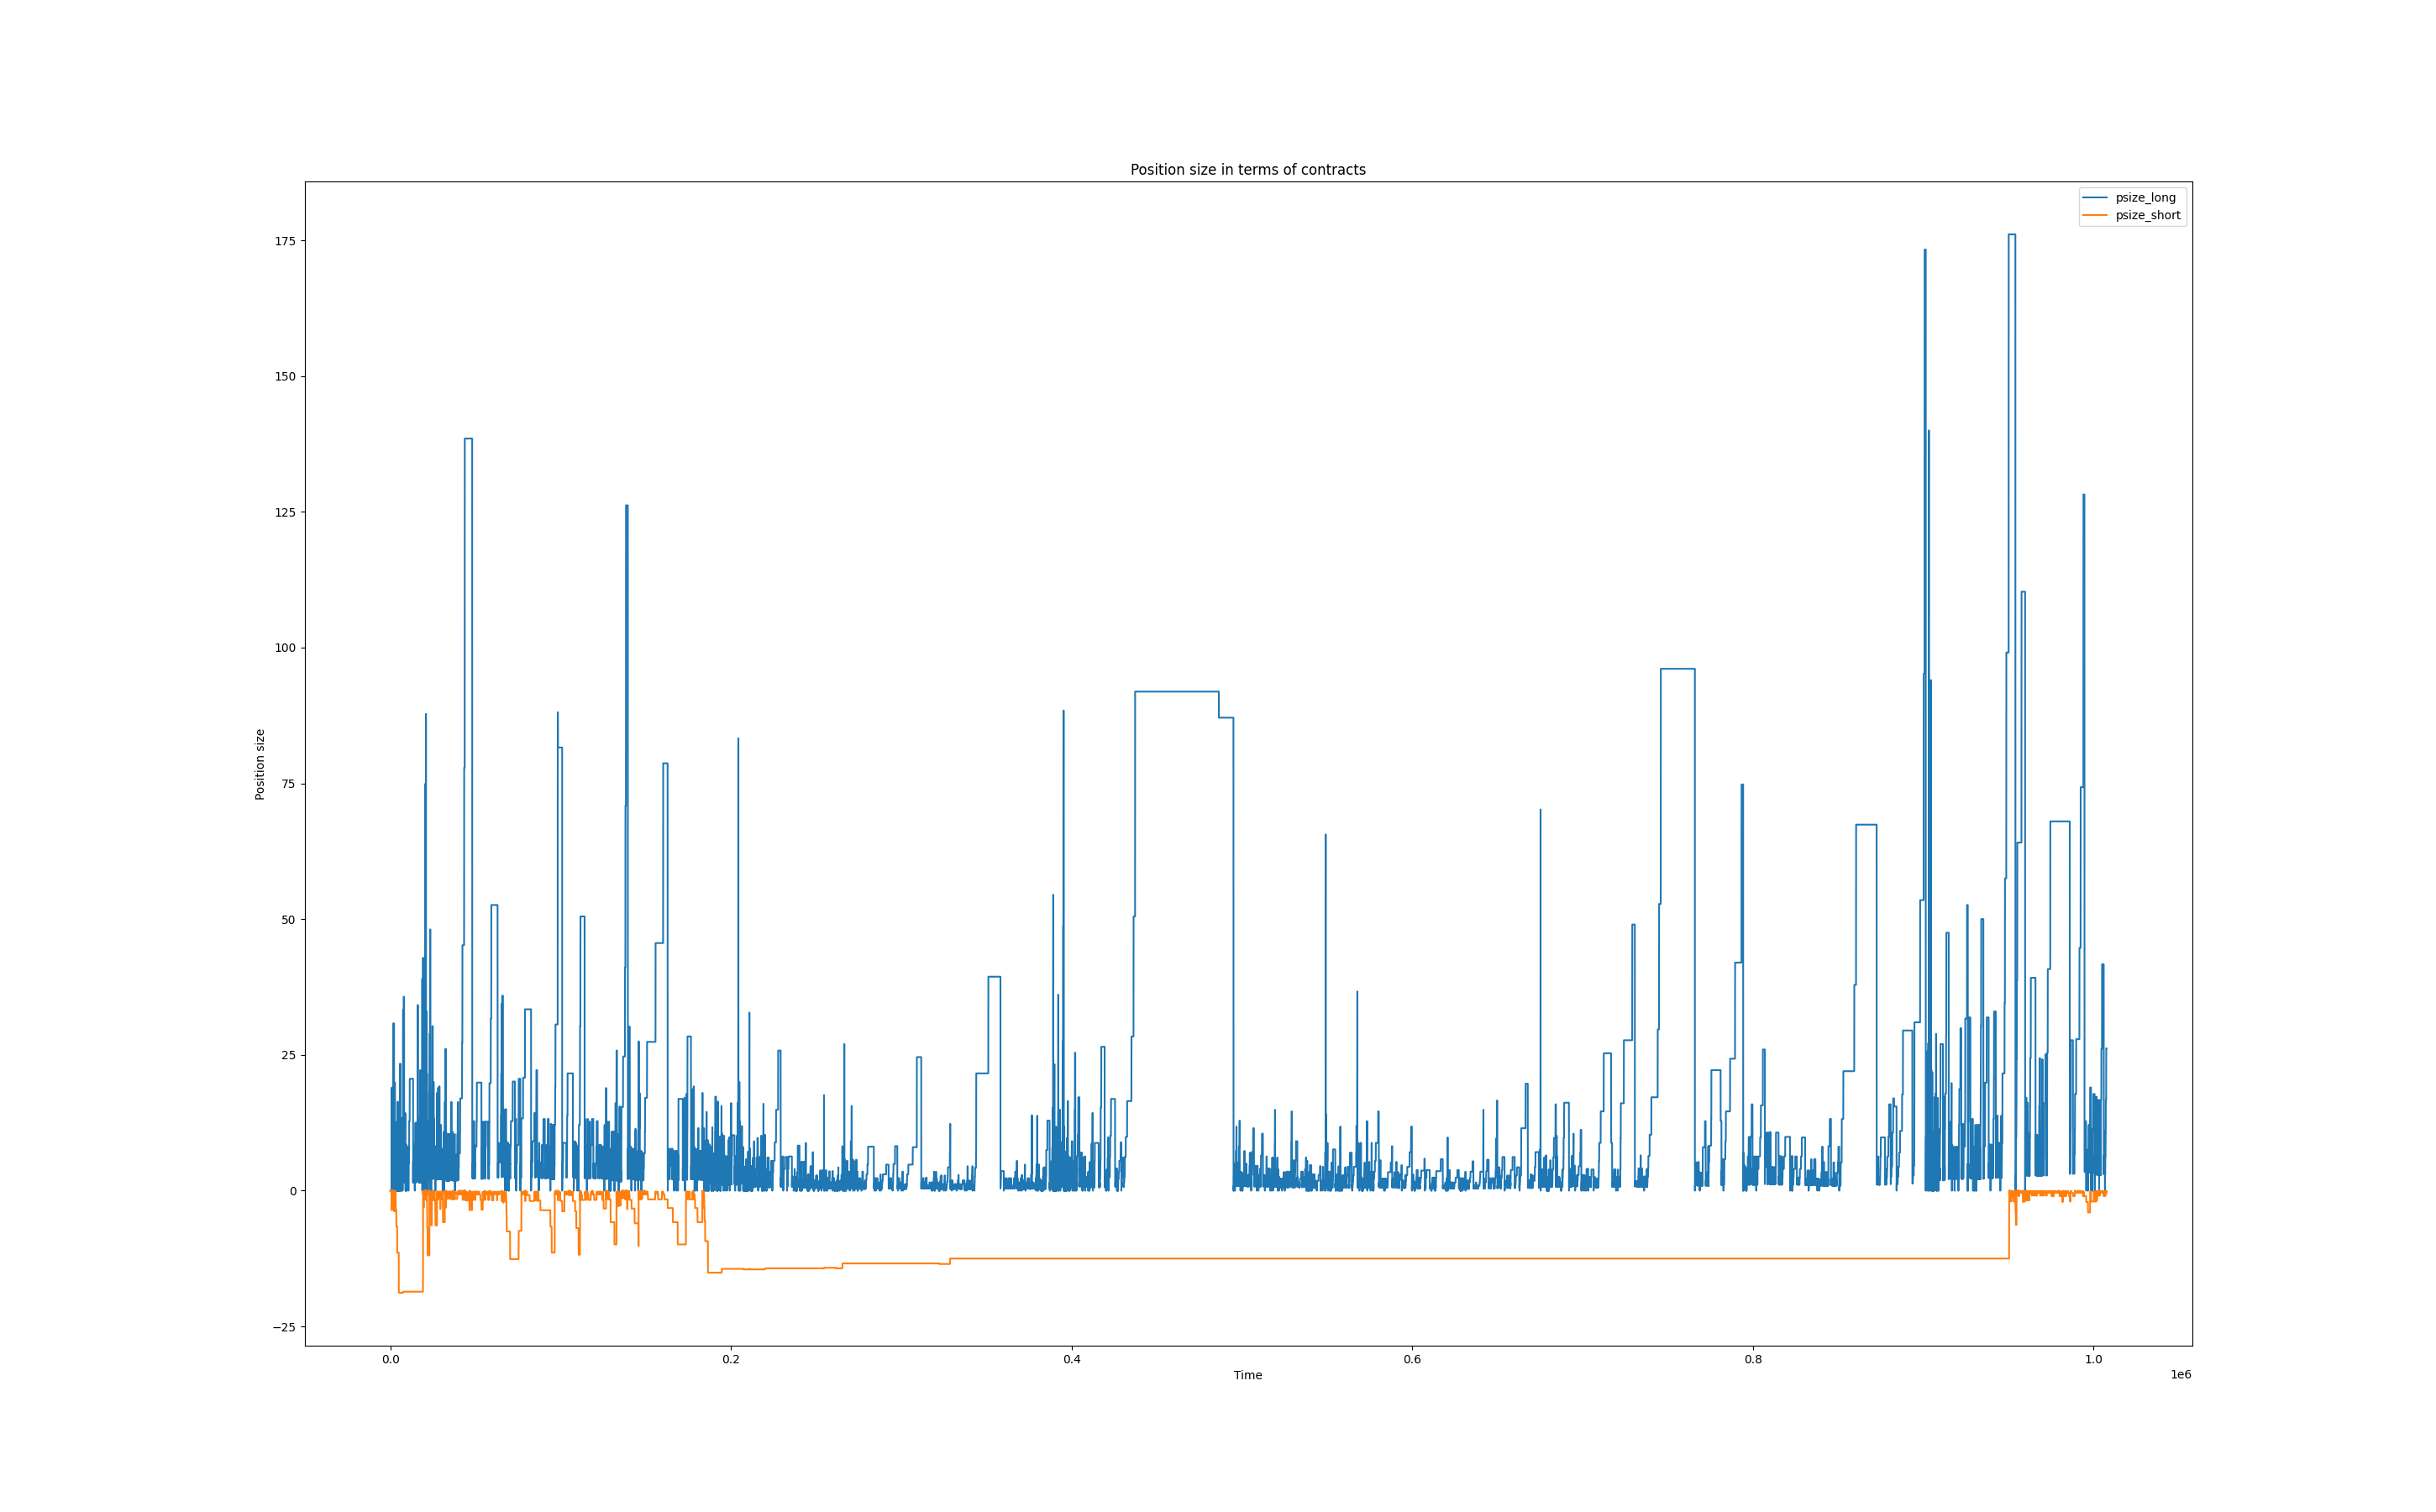 Position size in terms of contracts
psize_long
psize_short
175
150
125
100
75
50
25
0
−25
Position size
0.0 0.2 0.4 0.6 0.8 1.0
1e6
Time